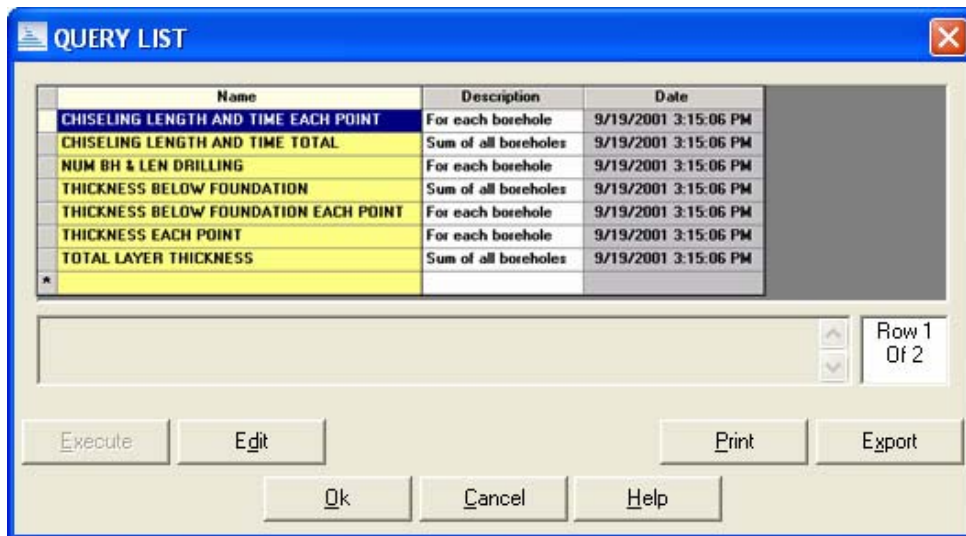 QUERY LIST
Name Description Date
CHISELING LENGTH AND TIME EACH POINT For each borehole 9/19/2001 3:15:06 PM
CHISELING LENGTH AND TIME TOTAL Sum of all boreholes 9/19/2001 3:15:06 PM
NUM BH & LEN DRILLING For each borehole 9/19/2001 3:15:06 PM
THICKNESS BELOW FOUNDATION Sum of all boreholes 9/19/2001 3:15:06 PM
THICKNESS BELOW FOUNDATION EACH POINT For each borehole 9/19/2001 3:15:06 PM
THICKNESS EACH POINT For each borehole 9/19/2001 3:15:06 PM
TOTAL LAYER THICKNESS Sum of all boreholes 9/19/2001 3:15:06 PM
*
Row 1
Of 2
Execute Edit Print Export
Ok Cancel Help